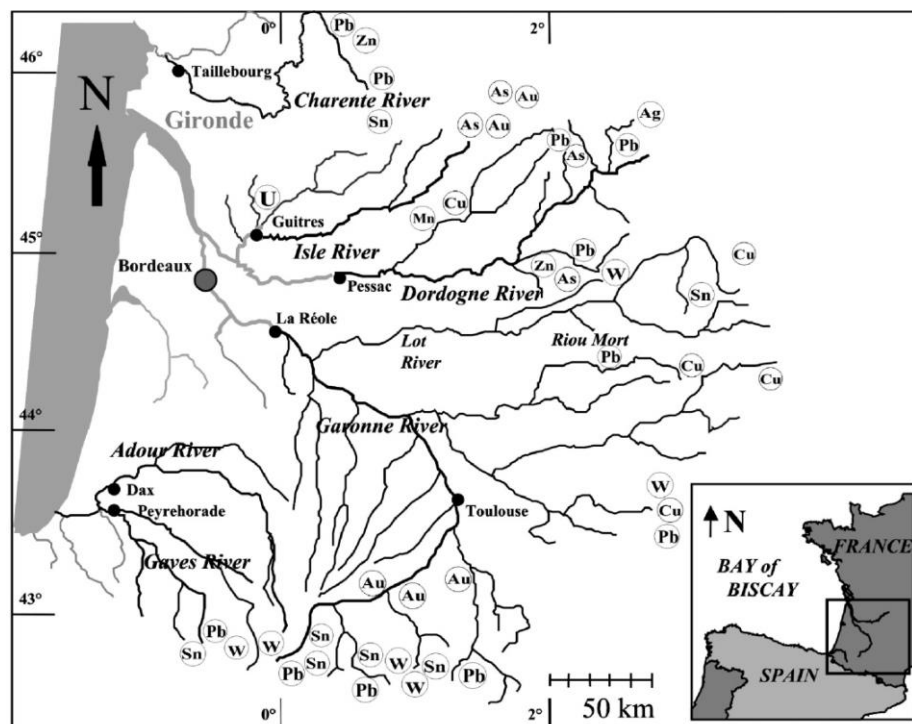 0°
2°
Pb
Zn
46°
Taillebourg
Pb
N
Charente River
As
Au
Gironde
Sn
As
Au
Ag
Pb
As
Pb
U
Cu
Mn
Guitres
45°
Isle River
Pb
Cu
Bordeaux
Zn
W
Pessac
As
Dordogne River
Sn
La Réole
Lot
River
Riou Mort
Pb
Cu
Cu
44°
Garonne River
Adour River
W
Dax
Toulouse
Cu
Peyrehorade
Pb
N
FRANCE
Gaves River
BAY of
BISCAY
Au
Au
Au
43°
Pb
Sn
Sn
W
W
Pb
Sn
Sn
W
Sn
Pb
W
Pb
SPAIN
50 km
0°
2°